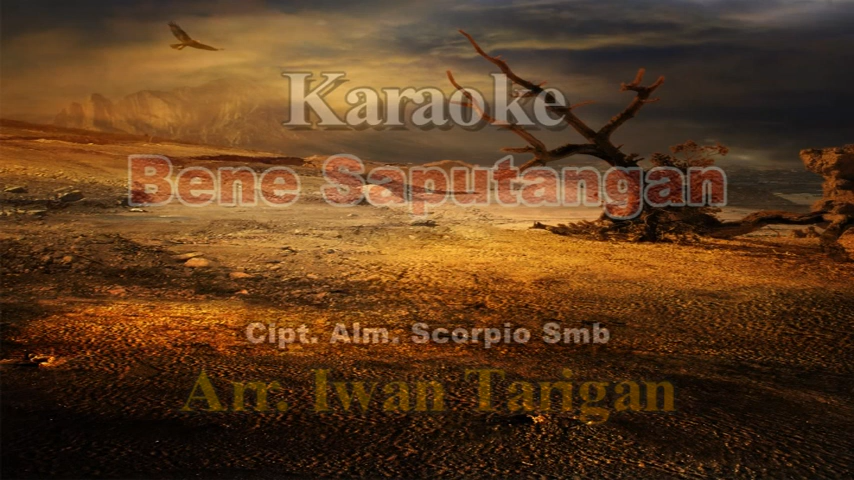 Karaoke
Bene Saputangan
Cipt. Alm. Scorpio Smb
Arr. Iwan Tarigan